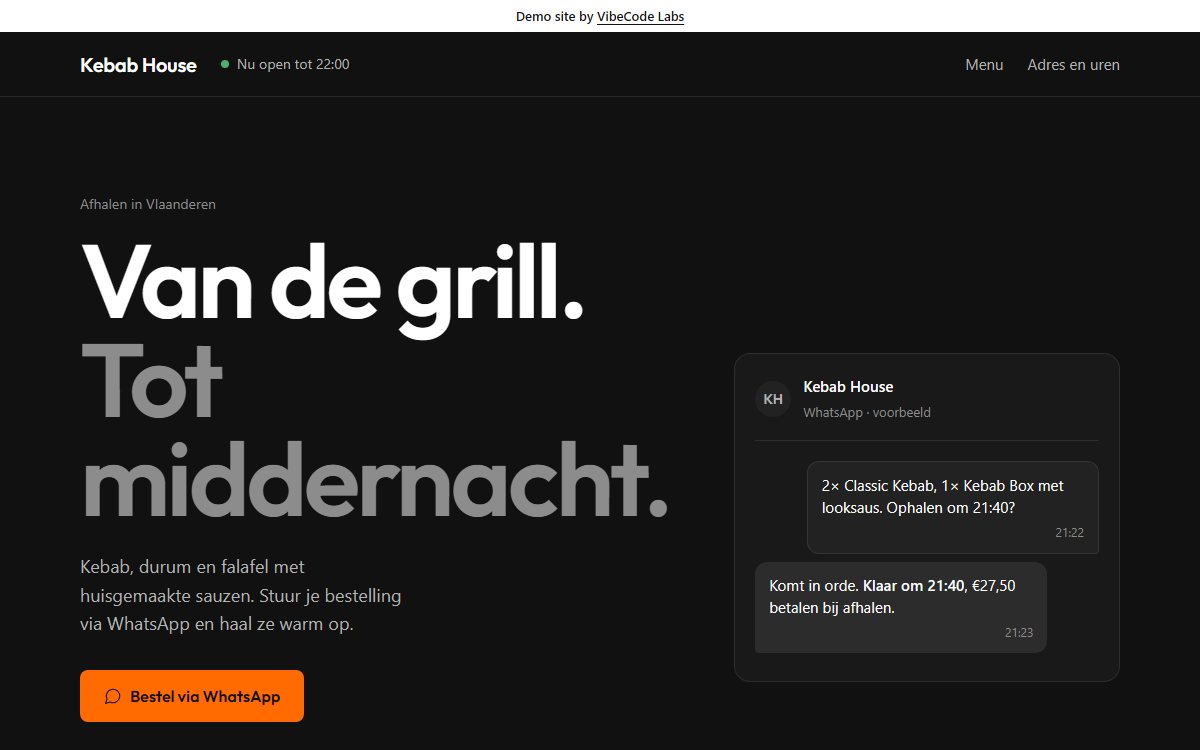 Demo site by VibeCode Labs
Kebab House
Nu open tot 22:00
Menu
Adres en uren
Afhalen in Vlaanderen
Van de grill.
Tot
middernacht.
Kebab, durum en falafel met
huisgemaakte sauzen. Stuur je bestelling
via WhatsApp en haal ze warm op.
Bestel via WhatsApp
KH
Kebab House
WhatsApp · voorbeeld
2× Classic Kebab, 1× Kebab Box met
looksaus. Ophalen om 21:40?
21:22
Komt in orde. Klaar om 21:40, €27,50
betalen bij afhalen.
21:23